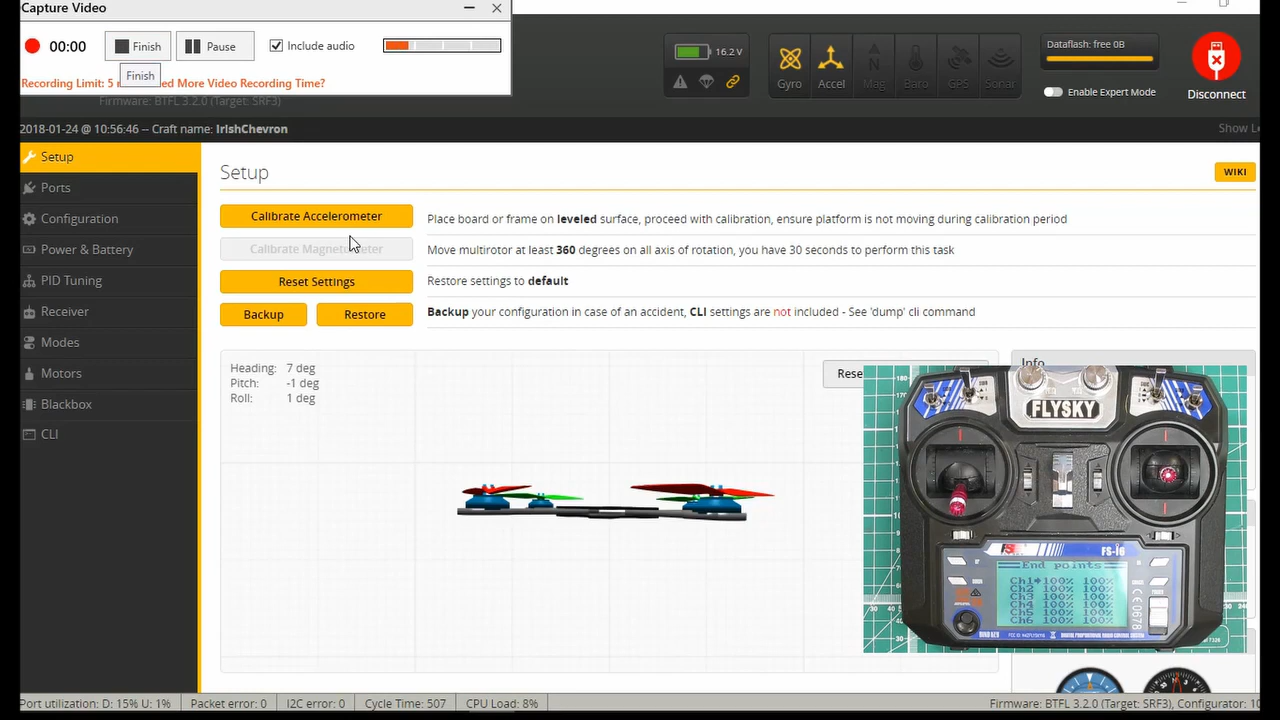 Capture Video
00:00
Finish
Pause
Include audio
Finish
Recording Limit: 5
ed More Video Recording Time?
Firmware: BTFL 3.2.0 (Target: SRF3)
16.2 V
Gyro
Accel
Mag
Baro
GPS
Sonar
Dataflash: free 0B
Enable Expert Mode
Disconnect
2018-01-24 @ 10:56:46 -- Craft name: IrishChevron
Show
Setup
Ports
Configuration
Power & Battery
PID Tuning
Receiver
Modes
Motors
Blackbox
CLI
Setup
WIKI
Calibrate Accelerometer
Place board or frame on leveled surface, proceed with calibration, ensure platform is not moving during calibration period
Calibrate Magnetometer
Move multirotor at least 360 degrees on all axis of rotation, you have 30 seconds to perform this task
Reset Settings
Restore settings to default
Backup
Restore
Backup your configuration in case of an accident, CLI settings are not included - See 'dump' cli command
Heading: 7 deg
Pitch: -1 deg
Roll: 1 deg
Rese
Info
FLYSKY
FS-i6
End points
Ch1 100% 100%
Ch2 100% 100%
Ch3 100% 100%
Ch4 100% 100%
Ch5 100% 100%
Ch6 100% 100%
BIND KEY
CE0678
Port utilization: D: 15% U: 1%
Packet error: 0
I2C error: 0
Cycle Time: 507
CPU Load: 8%
Firmware: BTFL 3.2.0 (Target: SRF3), Configurator: 10